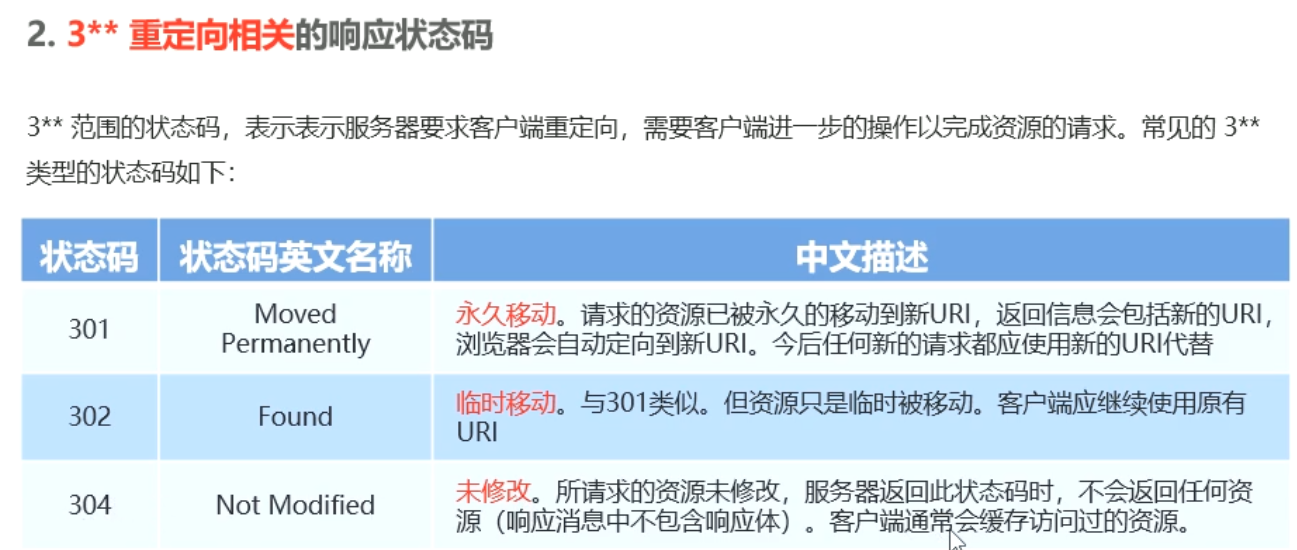 2. 3** 重定向相关的响应状态码
3** 范围的状态码，表示表示服务器要求客户端重定向，需要客户端进一步的操作以完成资源的请求。常见的 3**
类型的状态码如下：
状态码 状态码英文名称 中文描述
301 Moved Permanently 永久移动。请求的资源已被永久的移动到新URI，返回信息会包括新的URI，
浏览器会自动定向到新URI。今后任何新的请求都应使用新的URI代替
302 Found 临时移动。与301类似。但资源只是临时被移动。客户端应继续使用原有
URI
304 Not Modified 未修改。所请求的资源未修改，服务器返回此状态码时，不会返回任何资
源（响应消息中不包含响应体）。客户端通常会缓存访问过的资源。